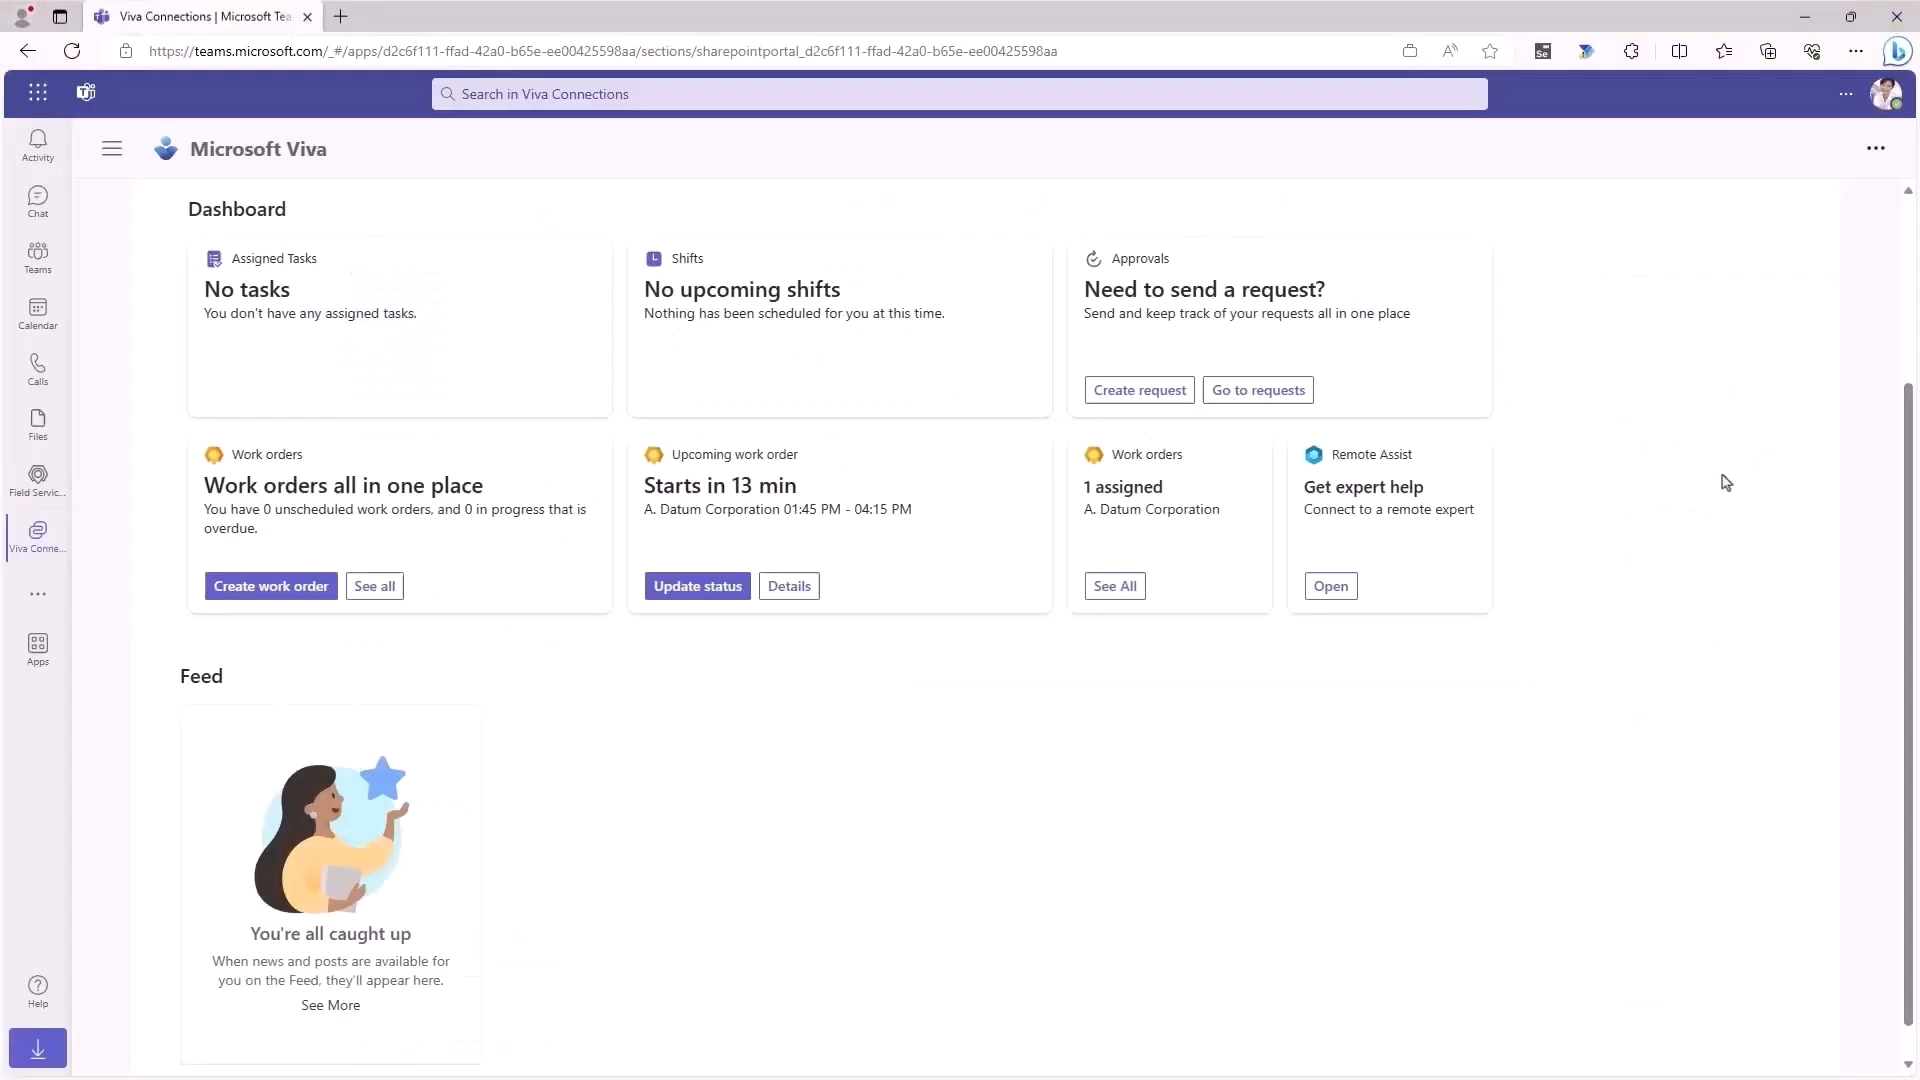 Viva Connections | Microsoft Tea
https://teams.microsoft.com/_#/apps/d2c6f111-ffad-42a0-b65e-ee00425598aa/sections/sharepointportal_d2c6f111-ffad-42a0-b65e-ee00425598aa
Search in Viva Connections
Microsoft Viva
Activity
Chat
Teams
Calendar
Calls
Files
Field Servic...
Viva Conne...
Apps
Help
Dashboard
Assigned Tasks
No tasks
You don't have any assigned tasks.
Shifts
No upcoming shifts
Nothing has been scheduled for you at this time.
Approvals
Need to send a request?
Send and keep track of your requests all in one place
Create request
Go to requests
Work orders
Work orders all in one place
You have 0 unscheduled work orders, and 0 in progress that is
overdue.
Create work order
See all
Upcoming work order
Starts in 13 min
A. Datum Corporation 01:45 PM - 04:15 PM
Update status
Details
Work orders
1 assigned
A. Datum Corporation
See All
Remote Assist
Get expert help
Connect to a remote expert
Open
Feed
You're all caught up
When news and posts are available for
you on the Feed, they'll appear here.
See More